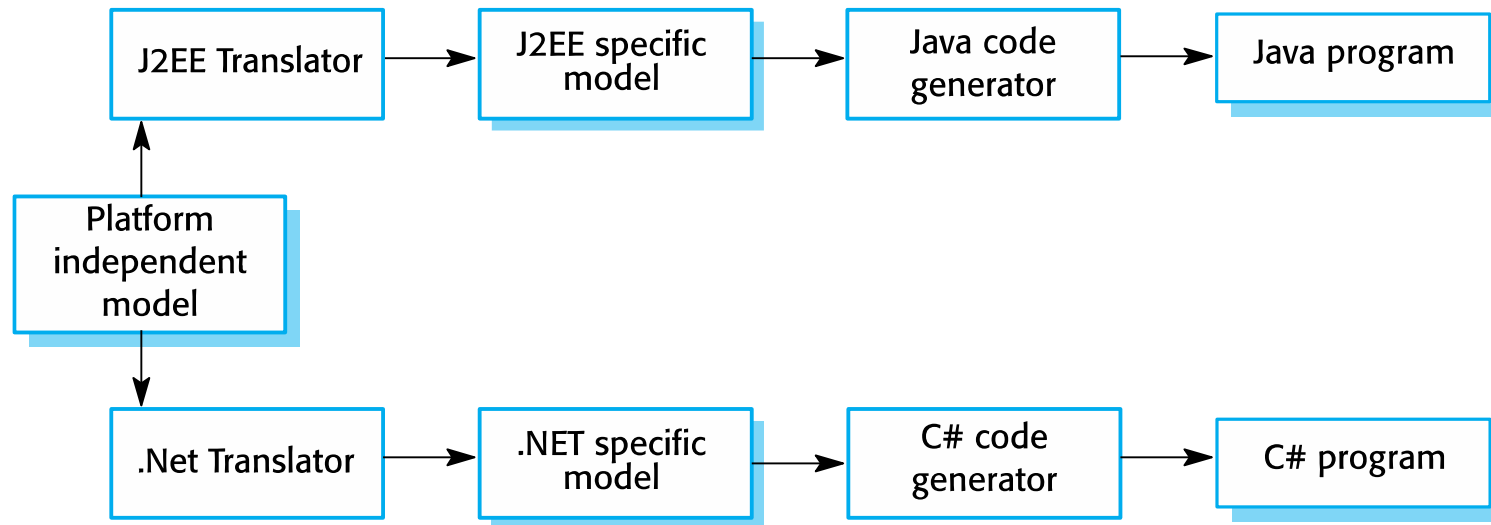 J2EE Translator
J2EE specific
model
Java code
generator
Java program
Platform
independent
model
.Net Translator
.NET specific
model
C# code
generator
C# program